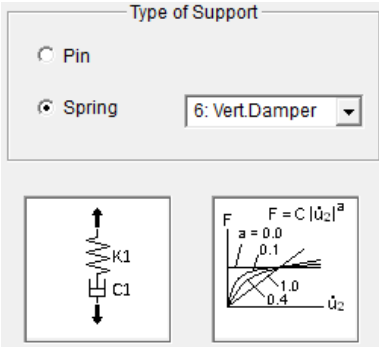 Type of Support
Pin
Spring
6: Vert.Damper
K1
C1
F
F = C |u̇₂|ᵃ
a = 0.0
0.1
1.0
0.4
u̇₂